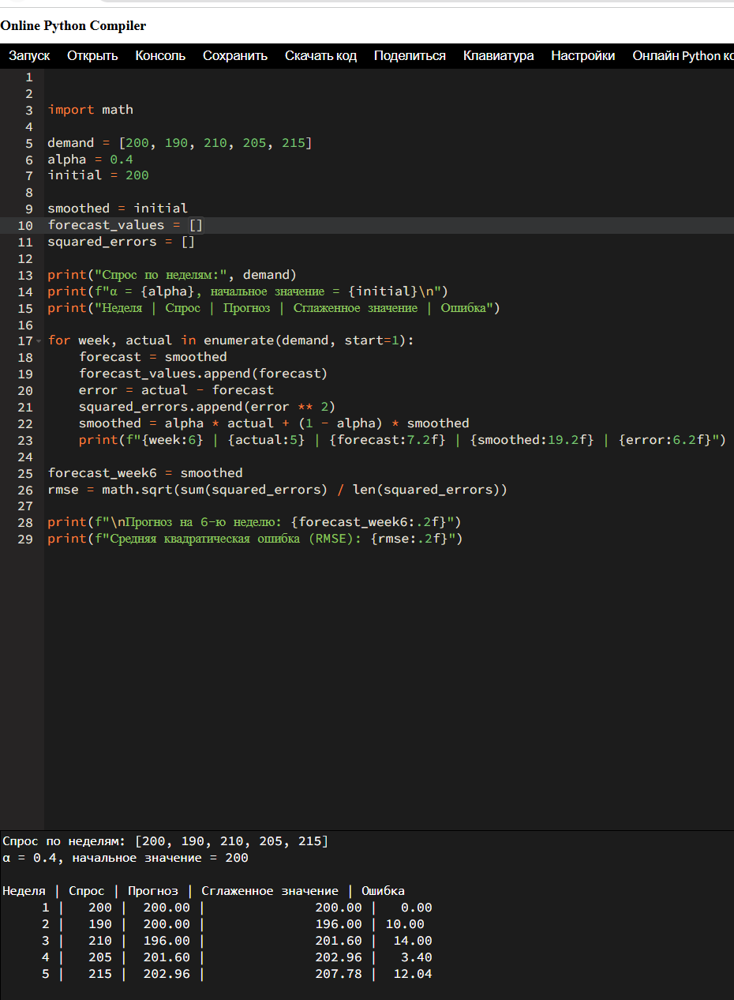 Online Python Compiler
Запуск Открыть Консоль Сохранить Скачать код Поделиться Клавиатура Настройки Онлайн Python
1
2
3 import math
4
5 demand = [200, 190, 210, 205, 215]
6 alpha = 0.4
7 initial = 200
8
9 smoothed = initial
10 forecast_values = []
11 squared_errors = []
12
13 print("Спрос по неделям:", demand)
14 print(f"α = {alpha}, начальное значение = {initial}\n")
15 print("Неделя | Спрос | Прогноз | Сглаженное значение | Ошибка")
16
17 for week, actual in enumerate(demand, start=1):
18     forecast = smoothed
19     forecast_values.append(forecast)
20     error = actual - forecast
21     squared_errors.append(error ** 2)
22     smoothed = alpha * actual + (1 - alpha) * smoothed
23     print(f"{week:6} | {actual:5} | {forecast:7.2f} | {smoothed:19.2f} | {error:6.2f}")
24
25 forecast_week6 = smoothed
26 rmse = math.sqrt(sum(squared_errors) / len(squared_errors))
27
28 print(f"\nПрогноз на 6-ю неделю: {forecast_week6:.2f}")
29 print(f"Средняя квадратическая ошибка (RMSE): {rmse:.2f}")
Спрос по неделям: [200, 190, 210, 205, 215]
α = 0.4, начальное значение = 200
Неделя | Спрос | Прогноз | Сглаженное значение | Ошибка
1 | 200 | 200.00 | 200.00 | 0.00
2 | 190 | 200.00 | 196.00 | 10.00
3 | 210 | 196.00 | 201.60 | 14.00
4 | 205 | 201.60 | 202.96 | 3.40
5 | 215 | 202.96 | 207.78 | 12.04